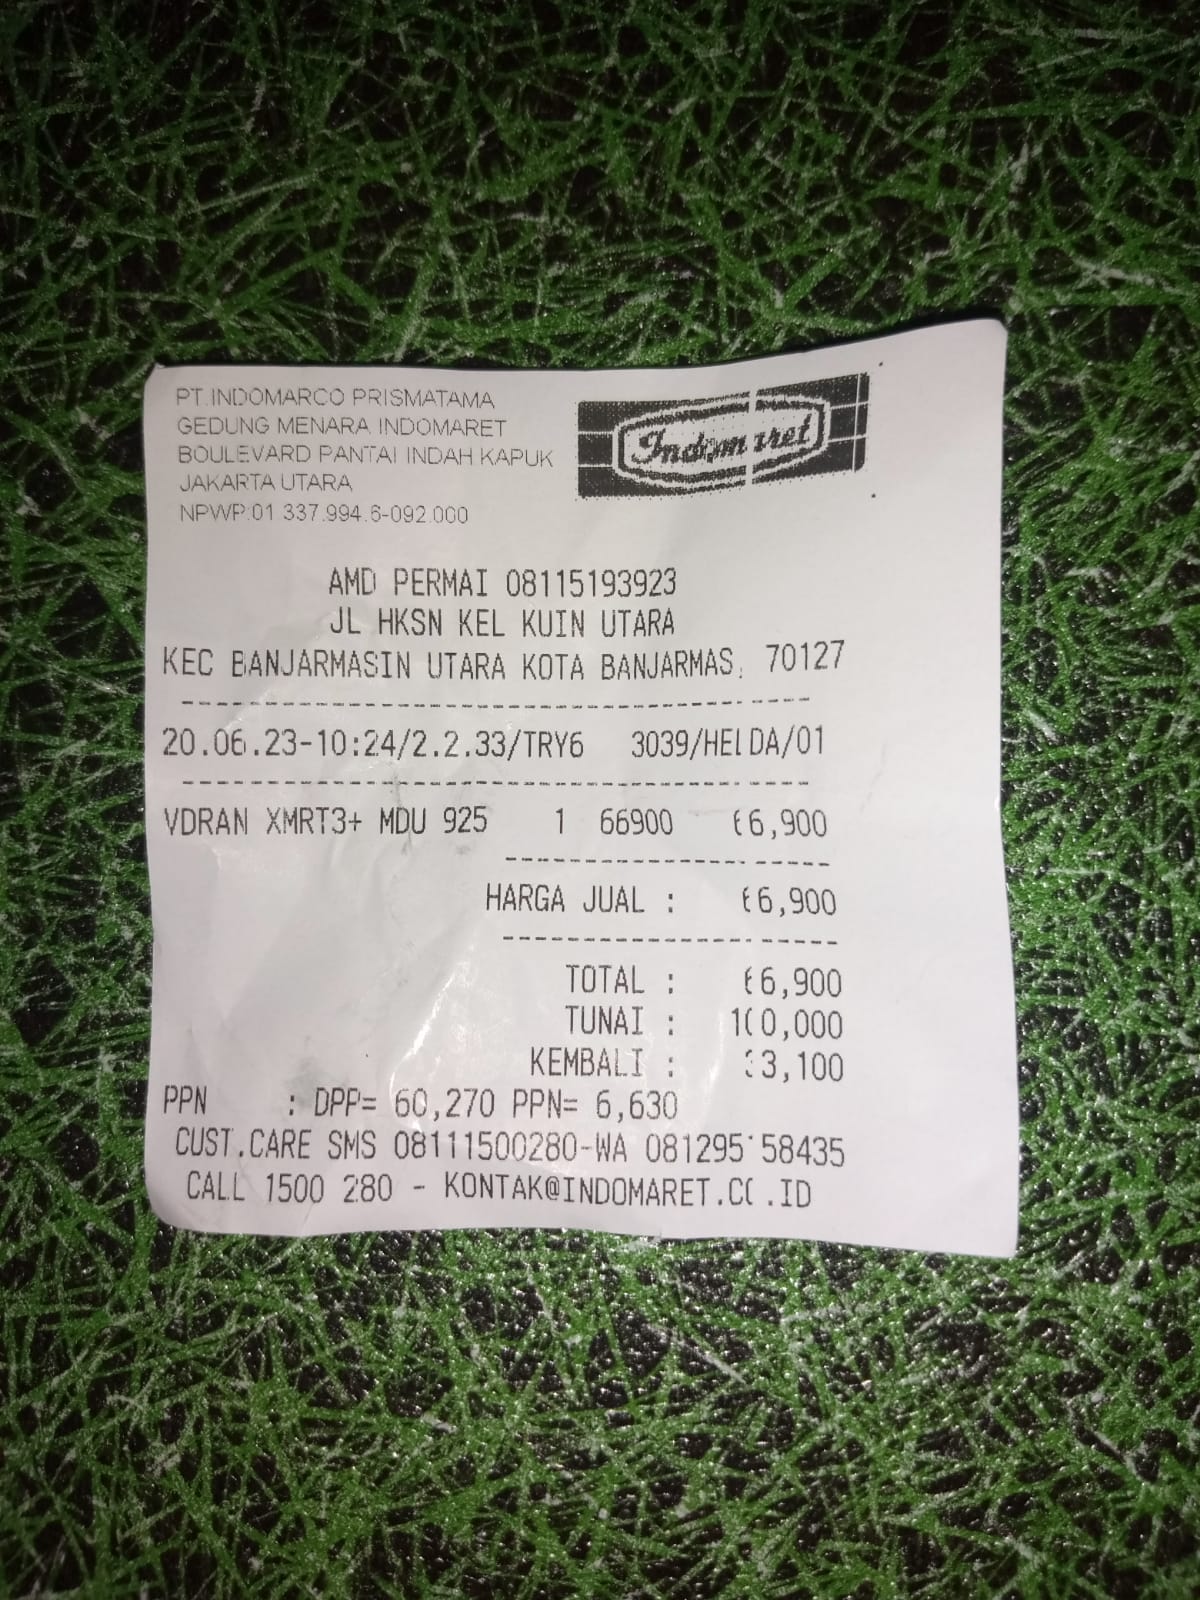 PT.INDOMARCO PRISMATAMA
GEDUNG MENARA INDOMARET
BOULEVARD PANTAI INDAH KAPUK
JAKARTA UTARA
NPWP:01 337.994.6-092.000
Indomaret
AMD PERMAI 08115193923
JL HKSN KEL KUIN UTARA
KEC BANJARMASIN UTARA KOTA BANJARMAS, 70127
20.06.23-10:24/2.2.33/TRY6 3039/HELDA/01
VDRAN XMRT3+ MDU 925 1 66900 66,900
HARGA JUAL : 66,900
TOTAL : 66,900
TUNAI : 100,000
KEMBALI : 33,100
PPN : DPP= 60,270 PPN= 6,630
CUST.CARE SMS 08111500280-WA
CALL 1500 280 - KONTAK@INDOMARET.CO.ID